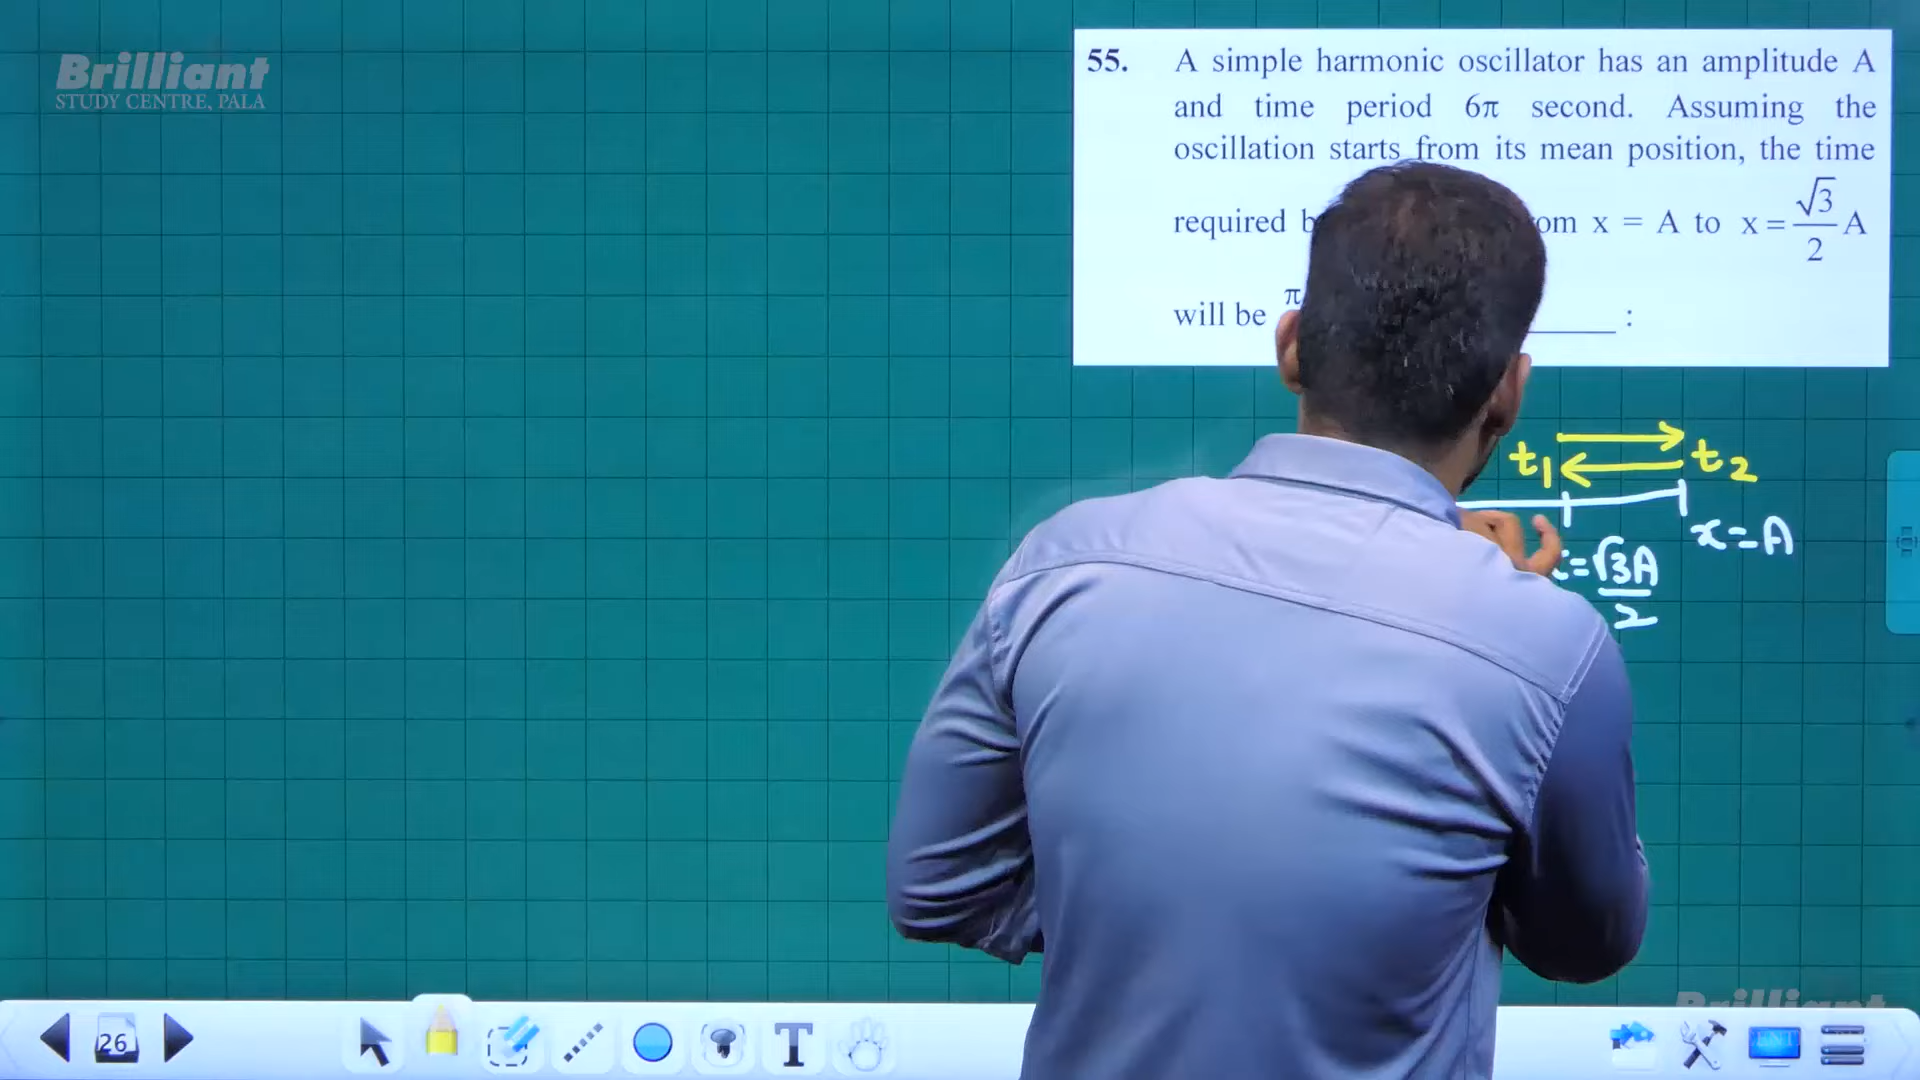 Brilliant
STUDY CENTRE, PALA
55. A simple harmonic oscillator has an amplitude A
and time period 6π second. Assuming the
oscillation starts from its mean position, the time
required om x = A to x = √3/2 A
will be π ______ :
t1 t2
x=A
=√3A/2
26
T
Brilliant